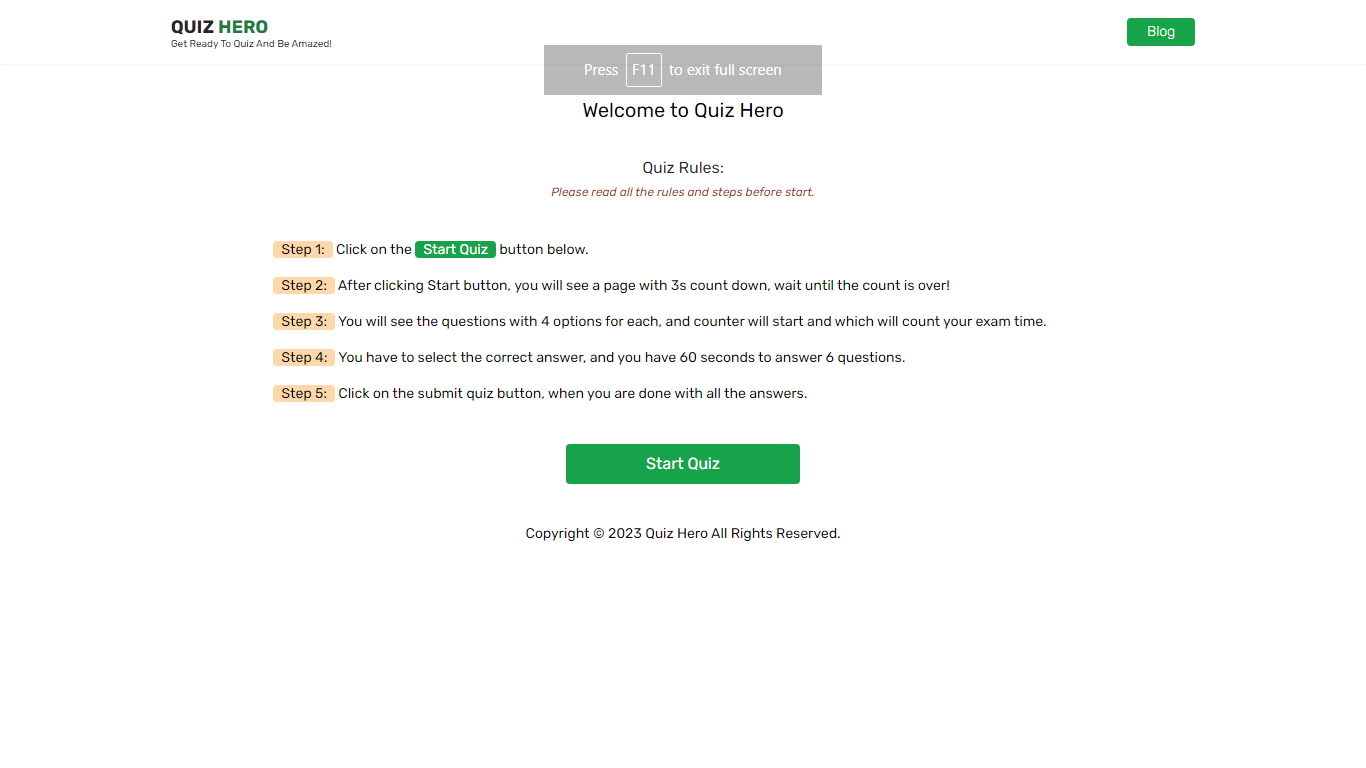 QUIZ HERO
Get Ready To Quiz And Be Amazed!
Blog
Press F11 to exit full screen
Welcome to Quiz Hero
Quiz Rules:
Please read all the rules and steps before start.
Step 1: Click on the Start Quiz button below.
Step 2: After clicking Start button, you will see a page with 3s count down, wait until the count is over!
Step 3: You will see the questions with 4 options for each, and counter will start and which will count your exam time.
Step 4: You have to select the correct answer, and you have 60 seconds to answer 6 questions.
Step 5: Click on the submit quiz button, when you are done with all the answers.
Start Quiz
Copyright © 2023 Quiz Hero All Rights Reserved.